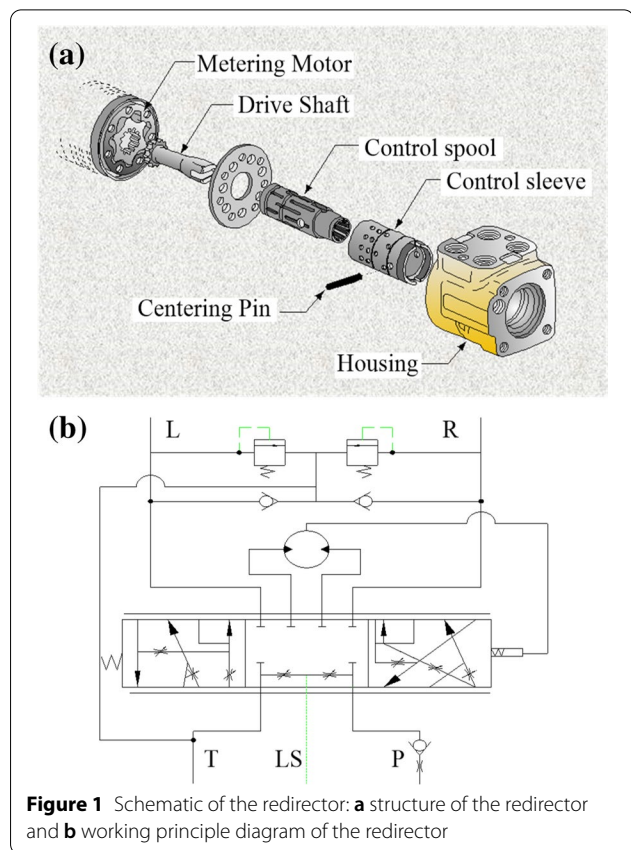 (a)
Metering Motor
Drive Shaft
Control spool
Control sleeve
Centering Pin
Housing
(b)
L
R
T
LS
P
Figure 1 Schematic of the redirector: a structure of the redirector
and b working principle diagram of the redirector